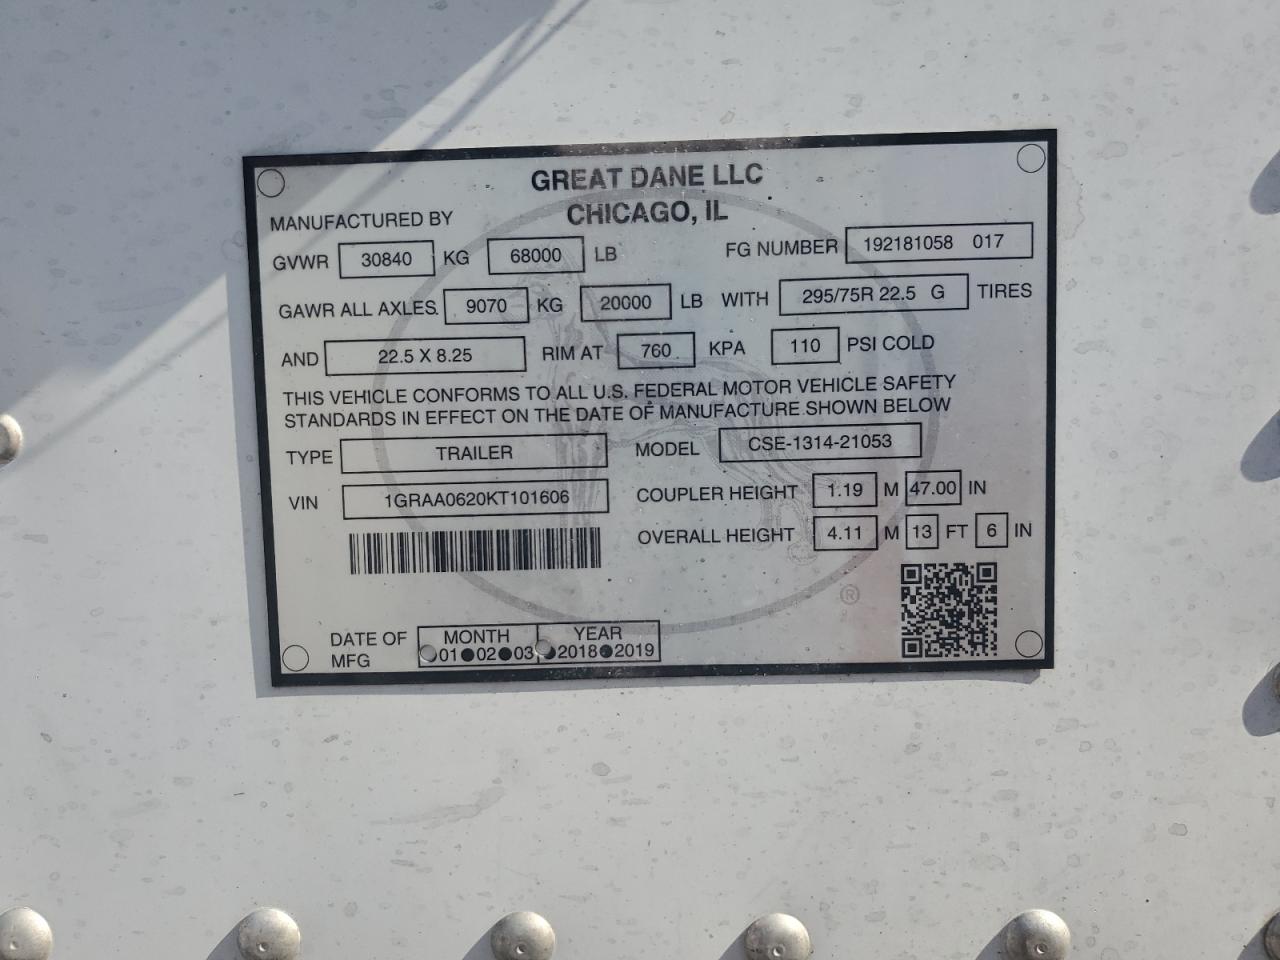 GREAT DANE LLC
MANUFACTURED BY CHICAGO, IL
GVWR 30840 KG 68000 LB FG NUMBER 192181058 017
GAWR ALL AXLES. 9070 KG 20000 LB WITH 295/75R 22.5 G TIRES
AND 22.5 X 8.25 RIM AT 760 KPA 110 PSI COLD
THIS VEHICLE CONFORMS TO ALL U.S. FEDERAL MOTOR VEHICLE SAFETY
STANDARDS IN EFFECT ON THE DATE OF MANUFACTURE SHOWN BELOW
TYPE TRAILER MODEL CSE-1314-21053
VIN 1GRAA0620KT101606 COUPLER HEIGHT 1.19 M 47.00 IN
OVERALL HEIGHT 4.11 M 13 FT 6 IN
®
DATE OF MFG MONTH YEAR
01 02 03 2018 2019